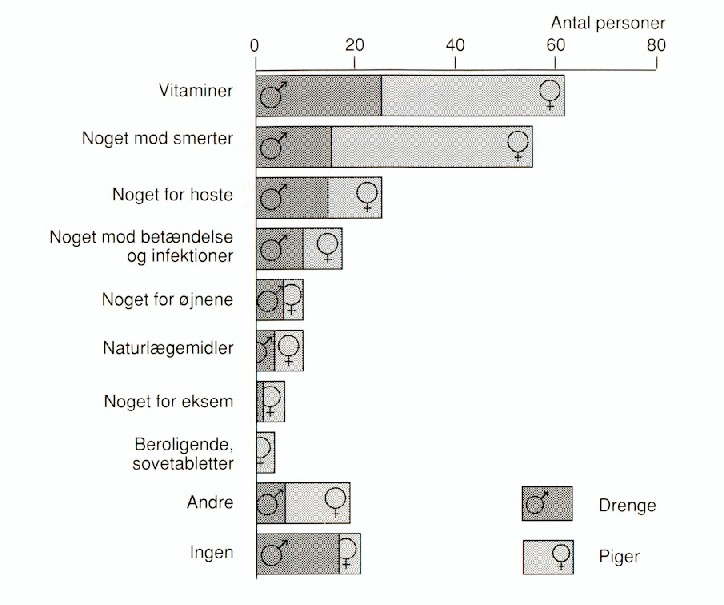 Antal personer
0 20 40 60 80
Vitaminer
Noget mod smerter
Noget for hoste
Noget mod betændelse
og infektioner
Noget for øjnene
Naturlægemidler
Noget for eksem
Beroligende,
sovetabletter
Andre
Ingen
Drenge
Piger